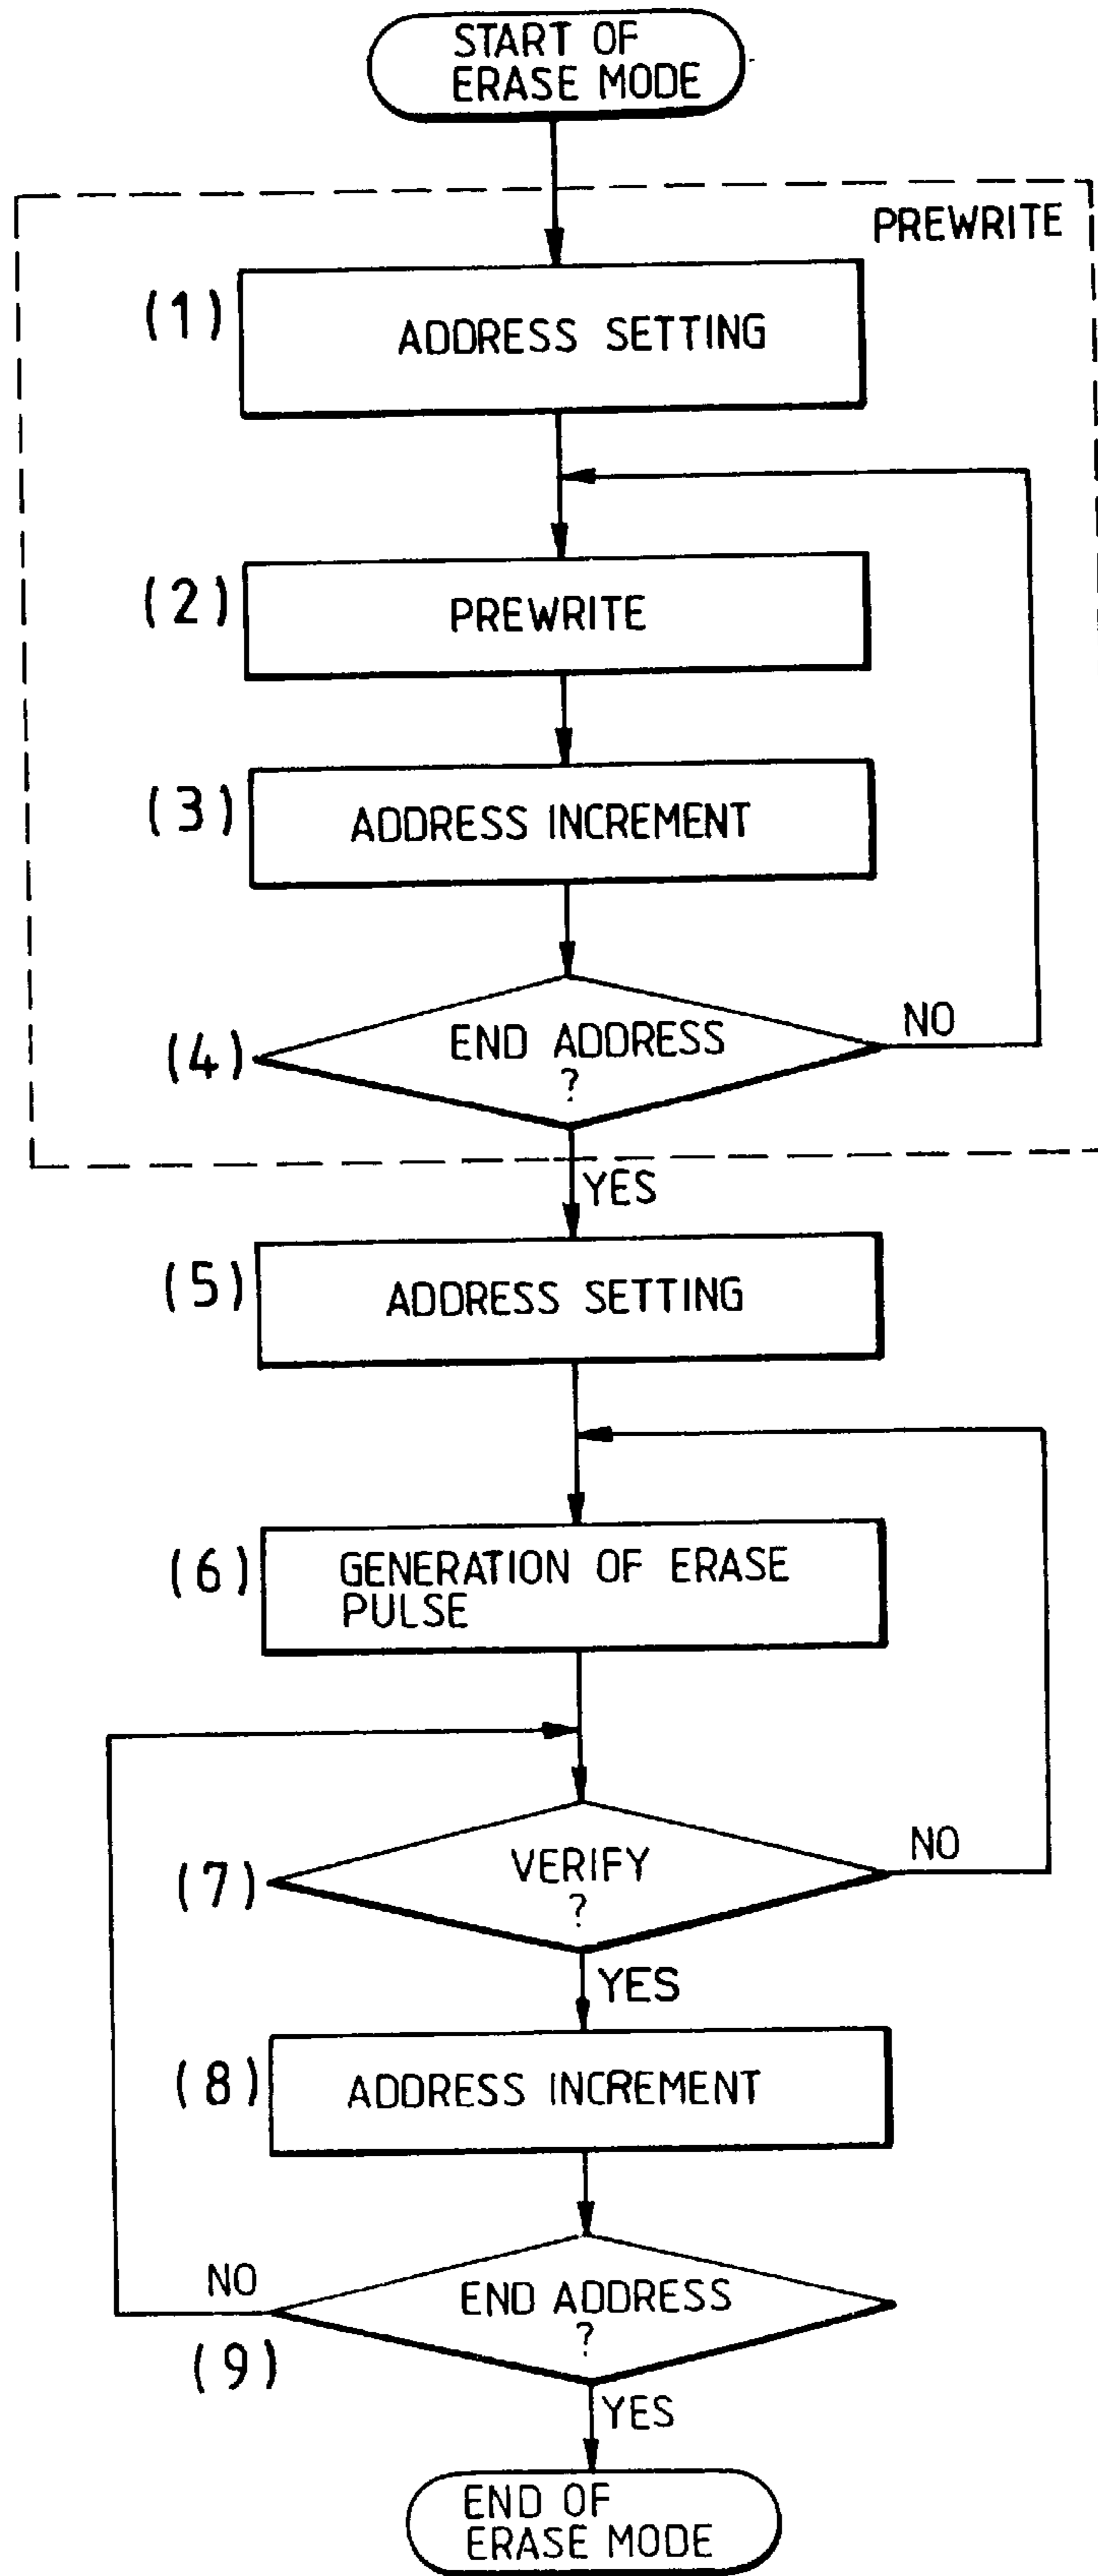 START OF
ERASE MODE
PREWRITE
(1)
ADDRESS SETTING
(2)
PREWRITE
(3)
ADDRESS INCREMENT
(4)
END ADDRESS
?
NO
YES
(5)
ADDRESS SETTING
(6)
GENERATION OF ERASE
PULSE
(7)
VERIFY
?
NO
YES
(8)
ADDRESS INCREMENT
NO
END ADDRESS
?
(9)
YES
END OF
ERASE MODE